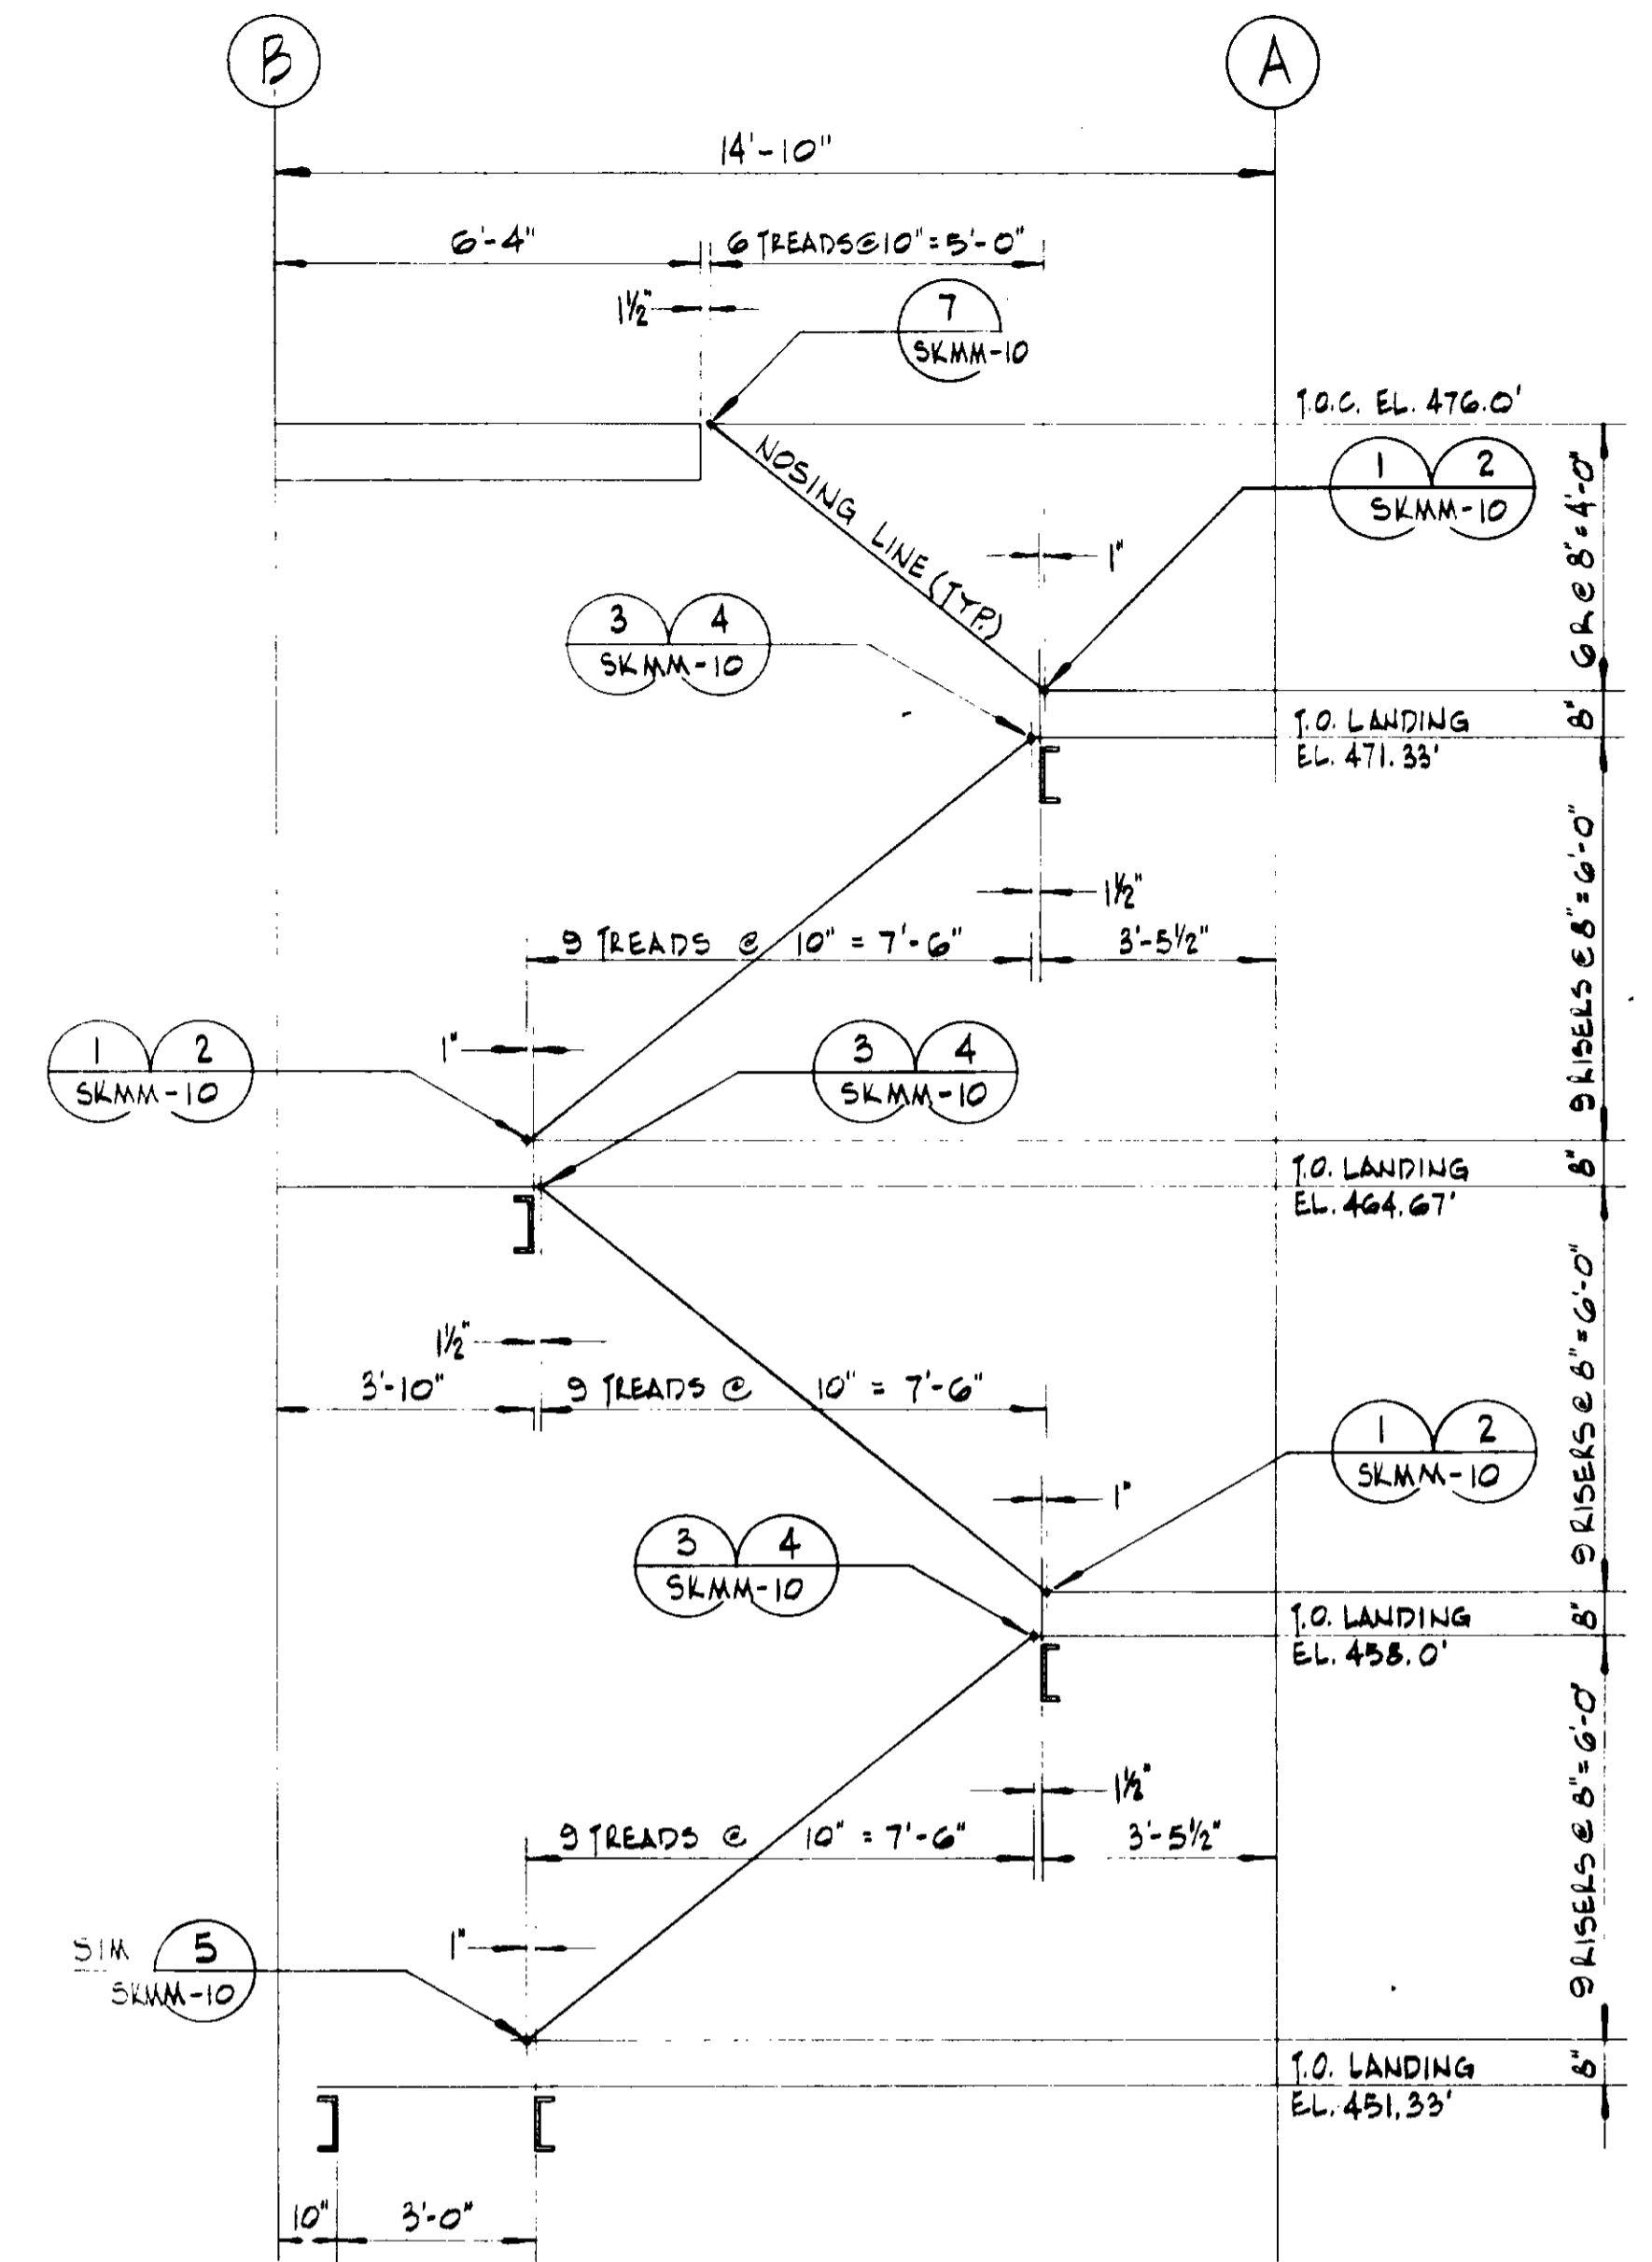 B
A
14'-10"
6'-4"
6 TREADS@10"=5'-0"
1½"
7
SKMM-10
T.O.C. EL. 476.0'
1 2
SKMM-10
6 R @ 8"=4'-0"
NOSING LINE (TYP.)
1"
3 4
SKMM-10
T.O. LANDING
EL. 471.33'
8"
9 RISERS @ 8"=6'-0"
1½"
9 TREADS @ 10" = 7'-6"
3'-5½"
1"
1 2
SKMM-10
3 4
SKMM-10
T.O. LANDING
EL. 464.67'
8"
9 RISERS @ 8"=6'-0"
1½"
3'-10"
9 TREADS @ 10" = 7'-6"
1 2
SKMM-10
1"
3 4
SKMM-10
T.O. LANDING
EL. 458.0'
8"
9 RISERS @ 8"=6'-0
1½"
9 TREADS @ 10" = 7'-6"
3'-5½"
1"
SIM 5
SKMM-10
T.O. LANDING
EL. 451.33'
8"
10"
3'-0"